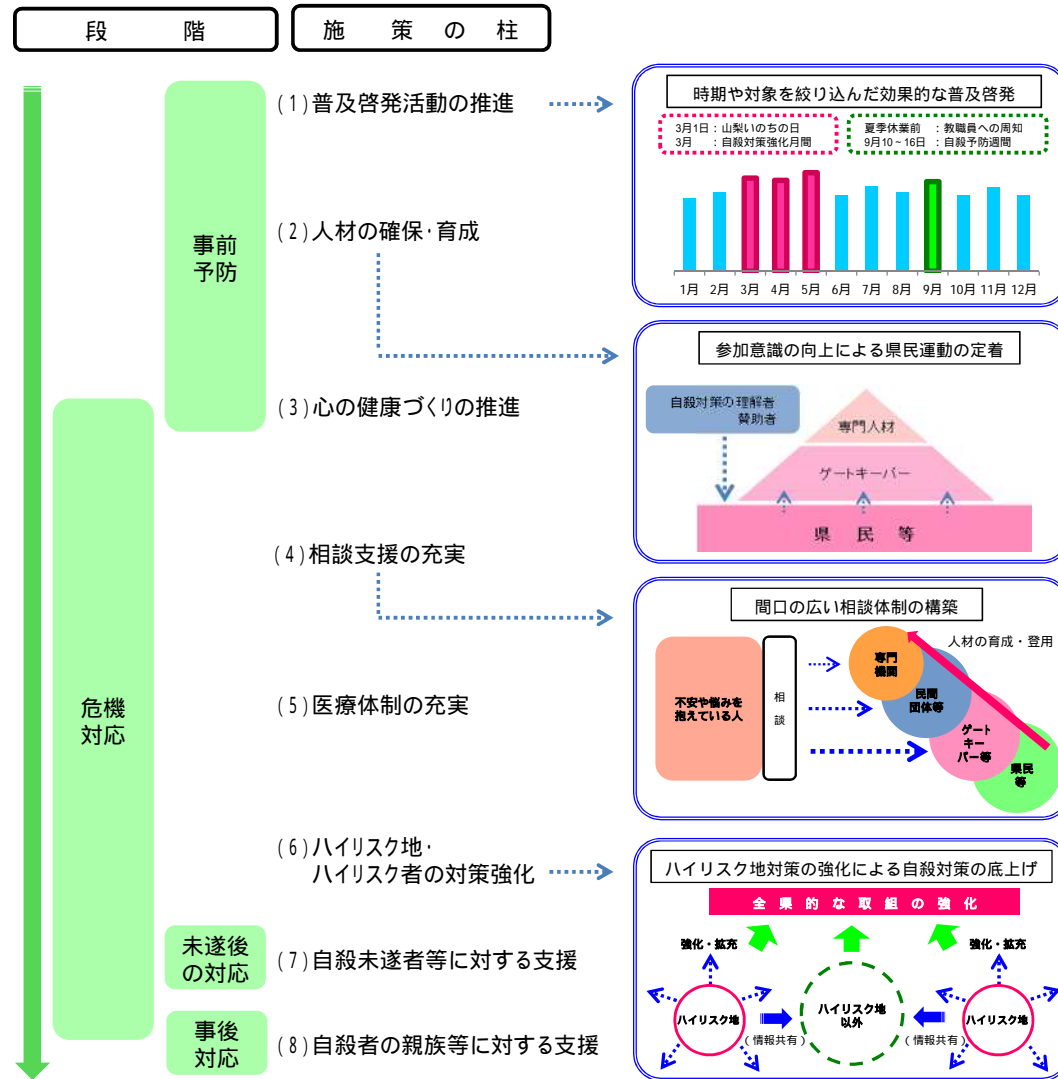 段　　階
施　策　の　柱
事前
予防
危機
対応
未遂後
の対応
事後
対応
(1)普及啓発活動の推進
(2)人材の確保・育成
(3)心の健康づくりの推進
(4)相談支援の充実
(5)医療体制の充実
(6)ハイリスク地・
ハイリスク者の対策強化
(7)自殺未遂者等に対する支援
(8)自殺者の親族等に対する支援
時期や対象を絞り込んだ効果的な普及啓発
3月1日：山梨いのちの日
3月　：自殺対策強化月間
夏季休業前　：教職員への周知
9月10~16日：自殺予防週間
1月 2月 3月 4月 5月 6月 7月 8月 9月 10月 11月 12月
参加意識の向上による県民運動の定着
自殺対策の理解者
賛助者
専門人材
ゲートキーパー
県　民　等
間口の広い相談体制の構築
不安や悩みを
抱えている人
相
談
人材の育成・登用
専門
機関
民間
団体等
ゲート
キー
パー等
県民
等
ハイリスク地対策の強化による自殺対策の底上げ
全県的な取組の強化
強化・拡充
強化・拡充
ハイリスク地
ハイリスク地
以外
ハイリスク地
(情報共有)
(情報共有)